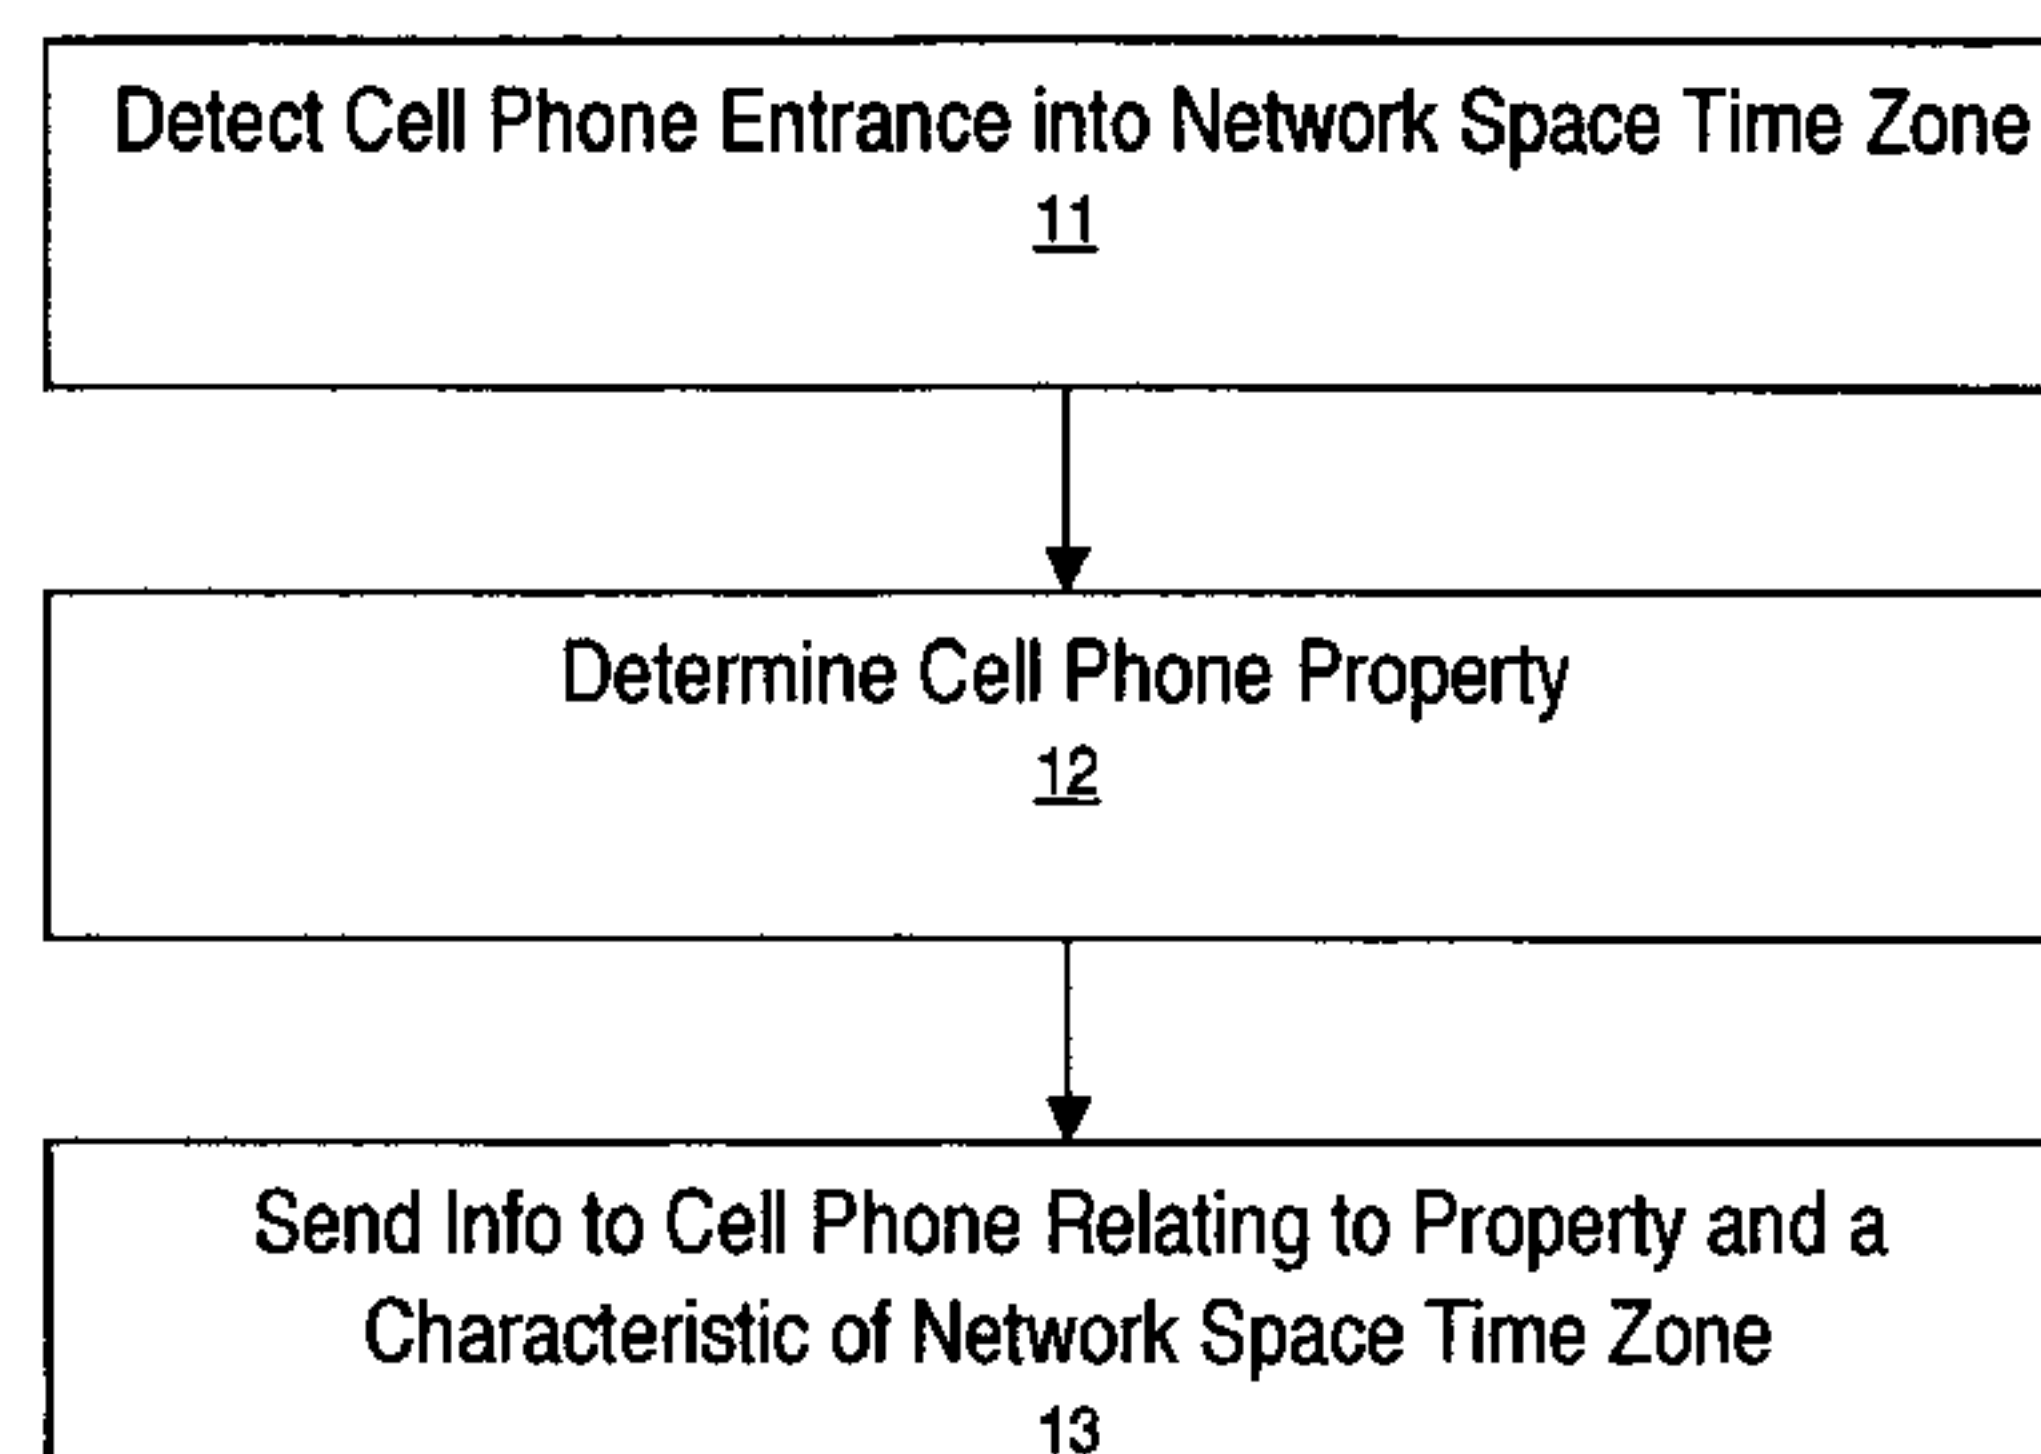 Detect Cell Phone Entrance into Network Space Time Zone
11
Determine Cell Phone Property
12
Send Info to Cell Phone Relating to Property and a
Characteristic of Network Space Time Zone
13